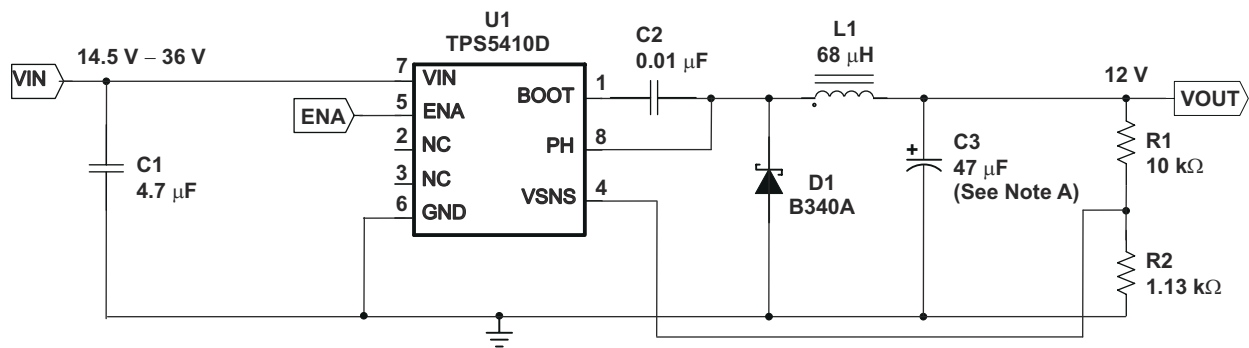 U1
TPS5410D
14.5 V – 36 V
VIN
ENA
7
5
2
3
6
VIN
ENA
NC
NC
GND
BOOT
PH
VSNS
1
8
4
C1
4.7 μF
C2
0.01 μF
L1
68 μH
D1
B340A
C3
+
47 μF
(See Note A)
12 V
VOUT
R1
10 kΩ
R2
1.13 kΩ